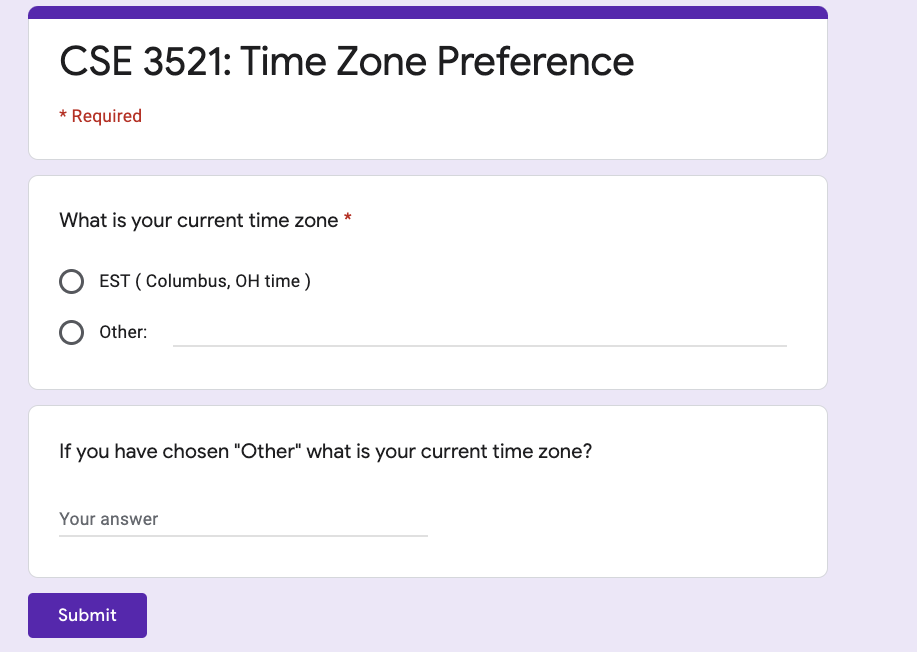 CSE 3521: Time Zone Preference
* Required
What is your current time zone *
EST ( Columbus, OH time )
Other:
If you have chosen "Other" what is your current time zone?
Your answer
Submit